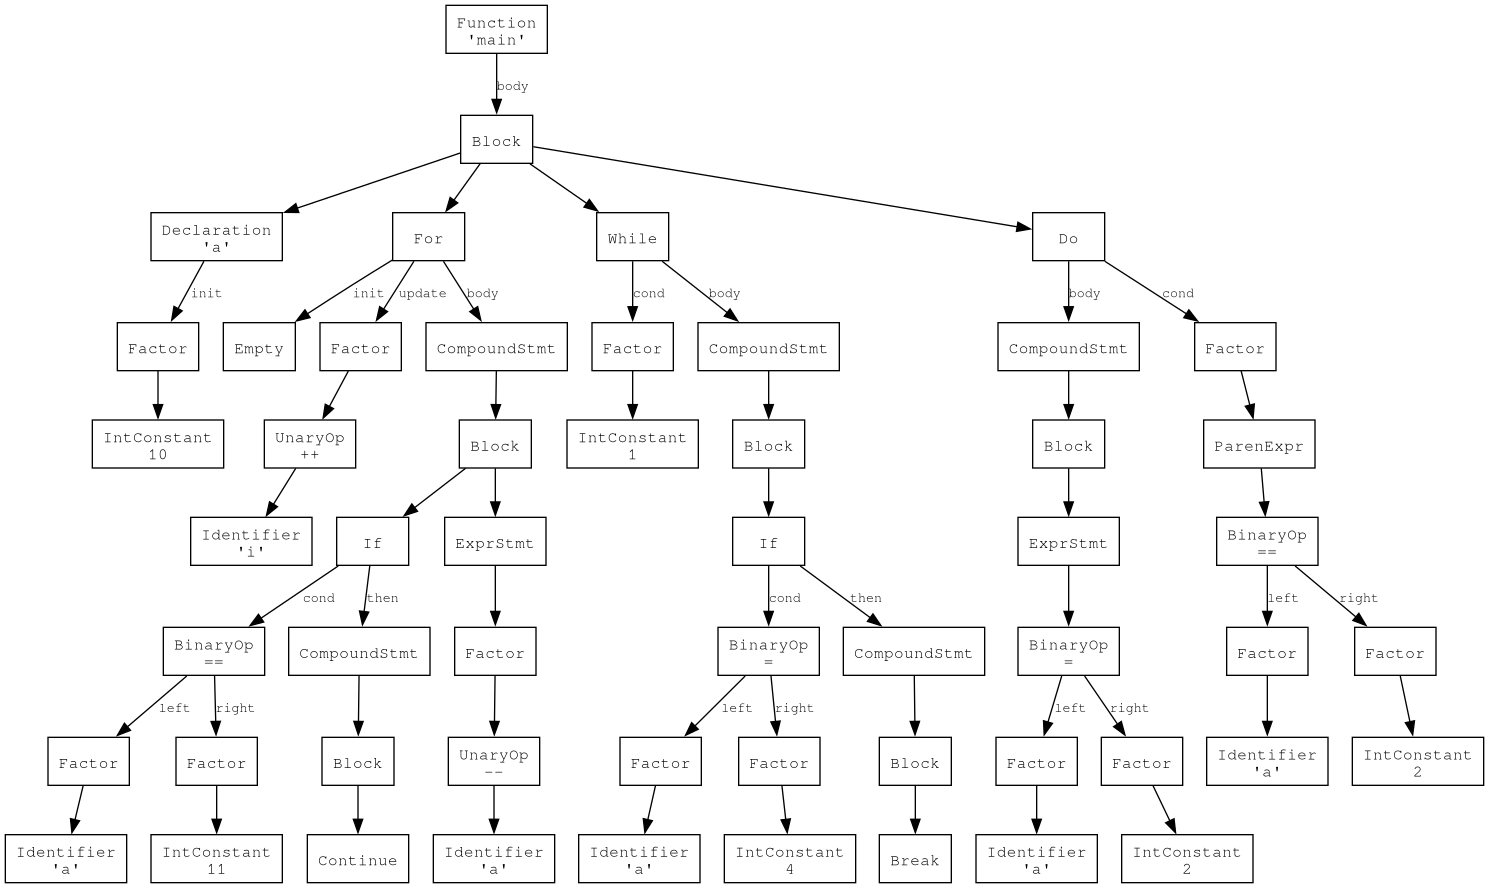 Function
'main'
body
Block
Declaration
'a'
For
While
Do
init
init
update
body
cond
body
body
cond
Factor
Empty
Factor
CompoundStmt
Factor
CompoundStmt
CompoundStmt
Factor
IntConstant
10
UnaryOp
++
Block
IntConstant
1
Block
Block
ParenExpr
Identifier
'i'
If
ExprStmt
If
ExprStmt
BinaryOp
==
cond
then
cond
then
left
right
BinaryOp
==
CompoundStmt
Factor
BinaryOp
=
CompoundStmt
BinaryOp
=
Factor
Factor
left
right
left
right
left
right
Factor
Factor
Block
UnaryOp
--
Factor
Factor
Block
Factor
Factor
Identifier
'a'
IntConstant
2
Identifier
'a'
IntConstant
11
Continue
Identifier
'a'
Identifier
'a'
IntConstant
4
Break
Identifier
'a'
IntConstant
2